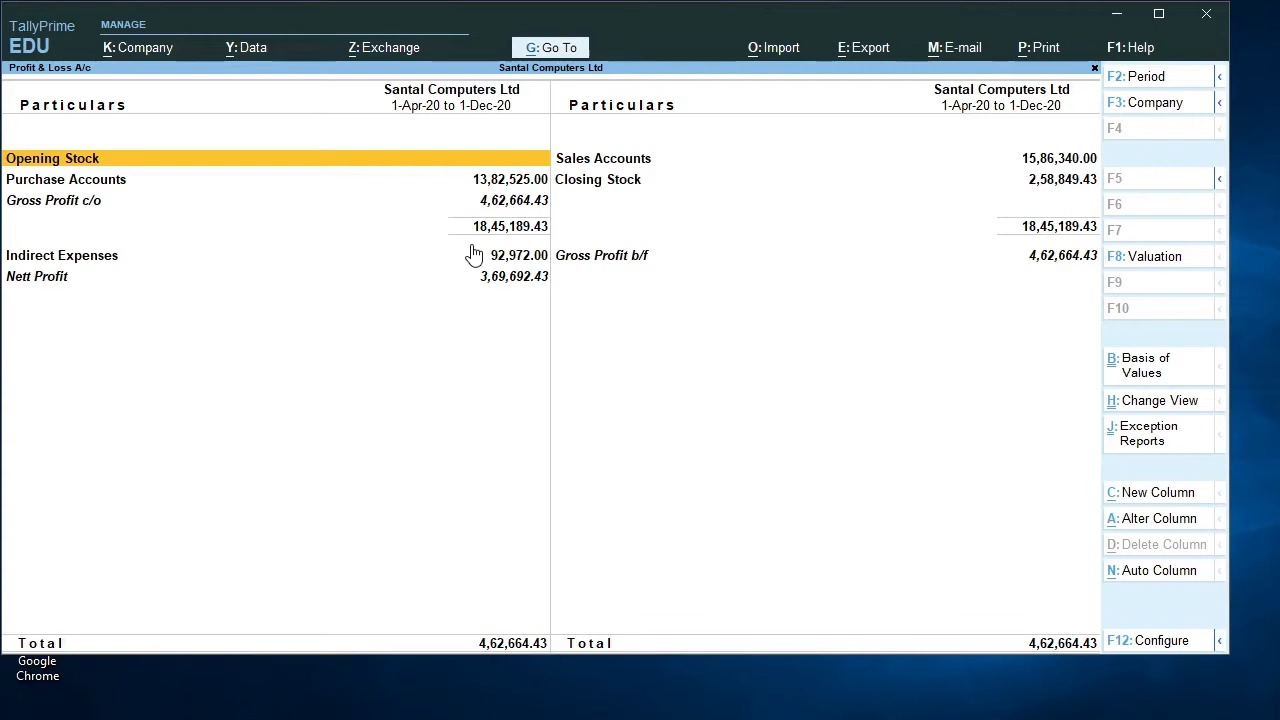 TallyPrime
EDU
MANAGE
K: Company Y: Data Z: Exchange G: Go To O: Import E: Export M: E-mail P: Print F1: Help
Profit & Loss A/c Santal Computers Ltd
Particulars Santal Computers Ltd
1-Apr-20 to 1-Dec-20
Particulars Santal Computers Ltd
1-Apr-20 to 1-Dec-20
Opening Stock
Purchase Accounts 13,82,525.00
Gross Profit c/o 4,62,664.43
18,45,189.43
Indirect Expenses 92,972.00
Nett Profit 3,69,692.43
Total 4,62,664.43
Sales Accounts 15,86,340.00
Closing Stock 2,58,849.43
18,45,189.43
Gross Profit b/f 4,62,664.43
Total 4,62,664.43
F2: Period
F3: Company
F4
F5
F6
F7
F8: Valuation
F9
F10
B: Basis of
Values
H: Change View
J: Exception
Reports
C: New Column
A: Alter Column
D: Delete Column
N: Auto Column
F12: Configure
Google
Chrome